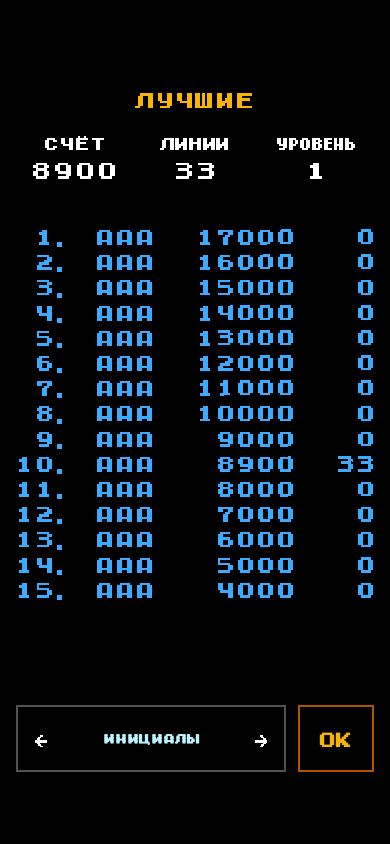 ЛУЧШИЕ
СЧЁТ ЛИНИИ УРОВЕНЬ
8900 33 1
1. AAA 17000 0
2. AAA 16000 0
3. AAA 15000 0
4. AAA 14000 0
5. AAA 13000 0
6. AAA 12000 0
7. AAA 11000 0
8. AAA 10000 0
9. AAA 9000 0
10. AAA 8900 33
11. AAA 8000 0
12. AAA 7000 0
13. AAA 6000 0
14. AAA 5000 0
15. AAA 4000 0
← ИНИЦИАЛЫ → OK